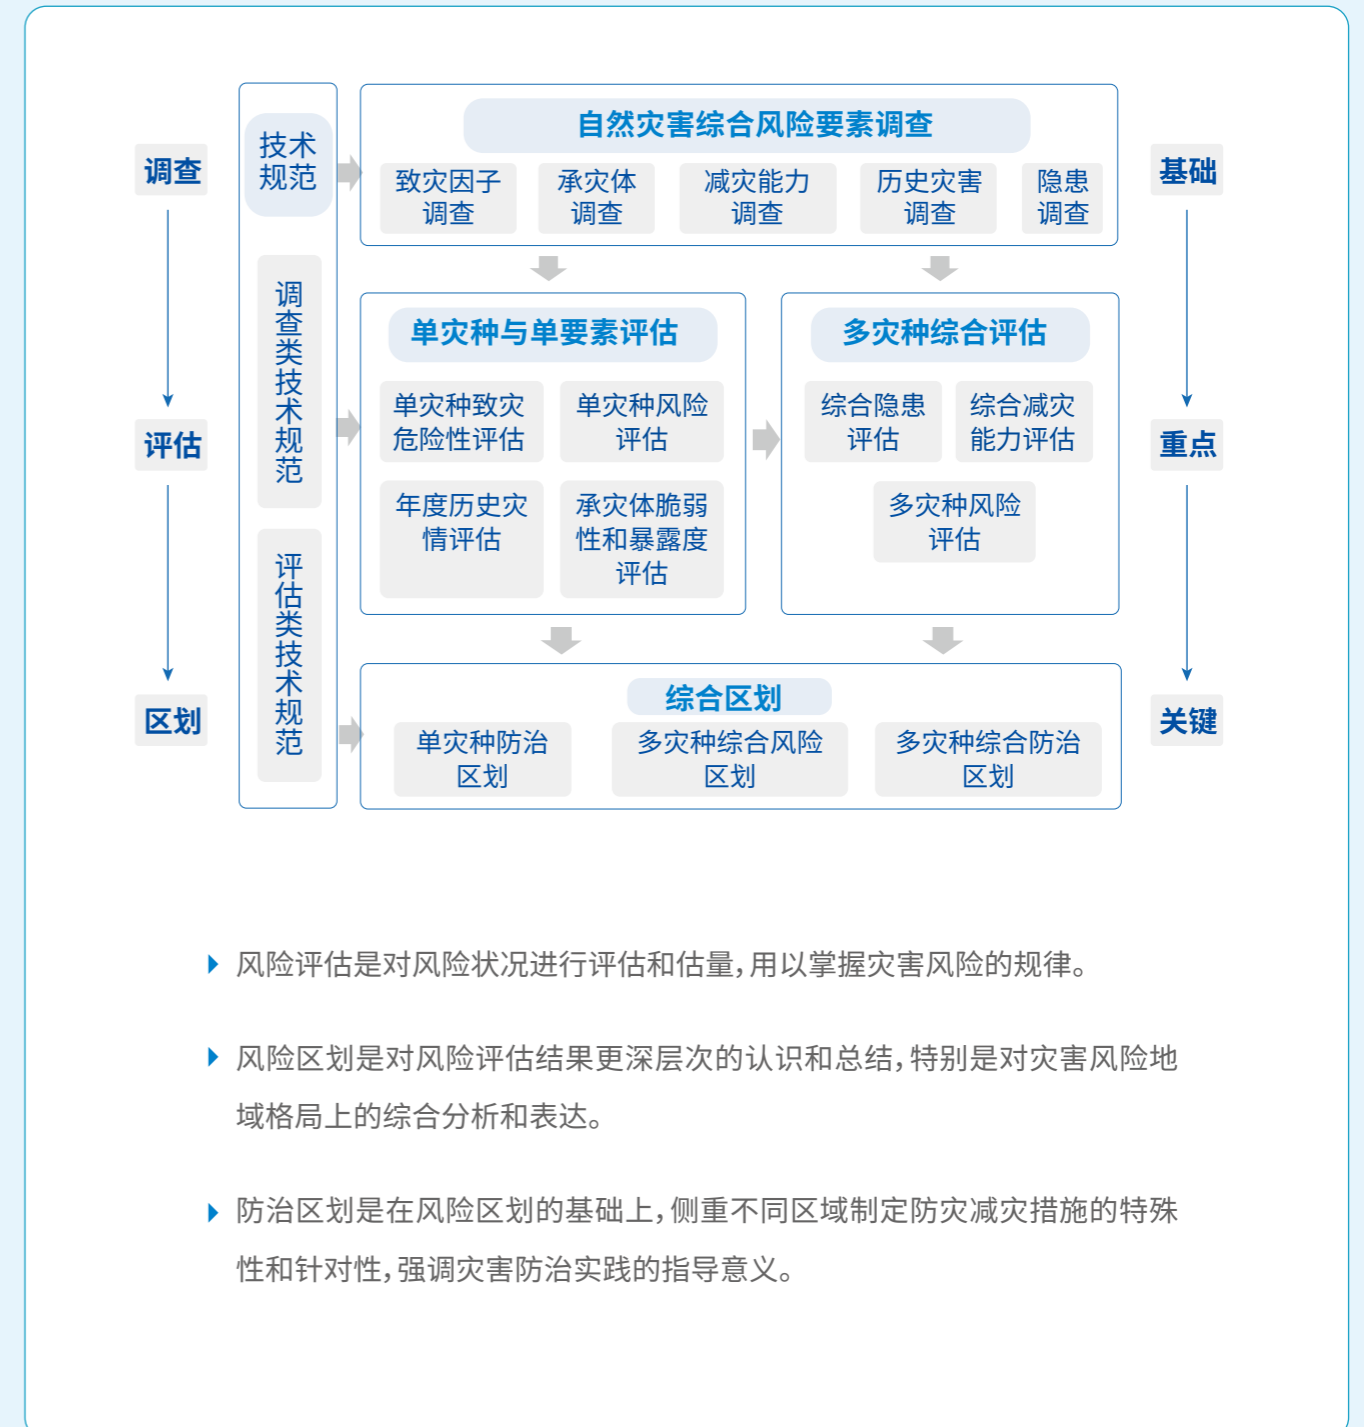 调查
评估
区划
技术
规范
调查类技术规范
评估类技术规范
自然灾害综合风险要素调查
致灾因子
调查
承灾体
调查
减灾能力
调查
历史灾害
调查
隐患
调查
单灾种与单要素评估
单灾种致灾
危险性评估
单灾种风险
评估
年度历史灾
情评估
承灾体脆弱
性和暴露度
评估
多灾种综合评估
综合隐患
评估
综合减灾
能力评估
多灾种风险
评估
综合区划
单灾种防治
区划
多灾种综合风险
区划
多灾种综合防治
区划
基础
重点
关键
风险评估是对风险状况进行评估和估量,用以掌握灾害风险的规律。
风险区划是对风险评估结果更深层次的认识和总结,特别是对灾害风险地
域格局上的综合分析和表达。
防治区划是在风险区划的基础上,侧重不同区域制定防灾减灾措施的特殊
性和针对性,强调灾害防治实践的指导意义。